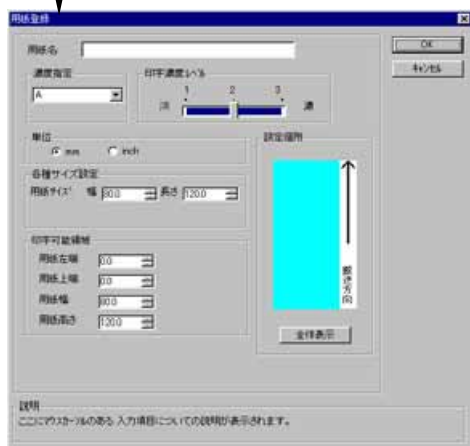 用紙登録
用紙名
OK
キャンセル
濃度指定
A
印字濃度レベル
1 2 3
淡 濃
単位
mm inch
設定個所
各種サイズ設定
用紙サイズ 幅 80.0 長さ 120.0
印字可能領域
用紙左端 0.0
用紙上端 0.0
用紙幅 80.0
用紙高さ 120.0
搬送方向
全体表示
説明
ここにマウスカーソルのある 入力項目についての説明が表示されます。